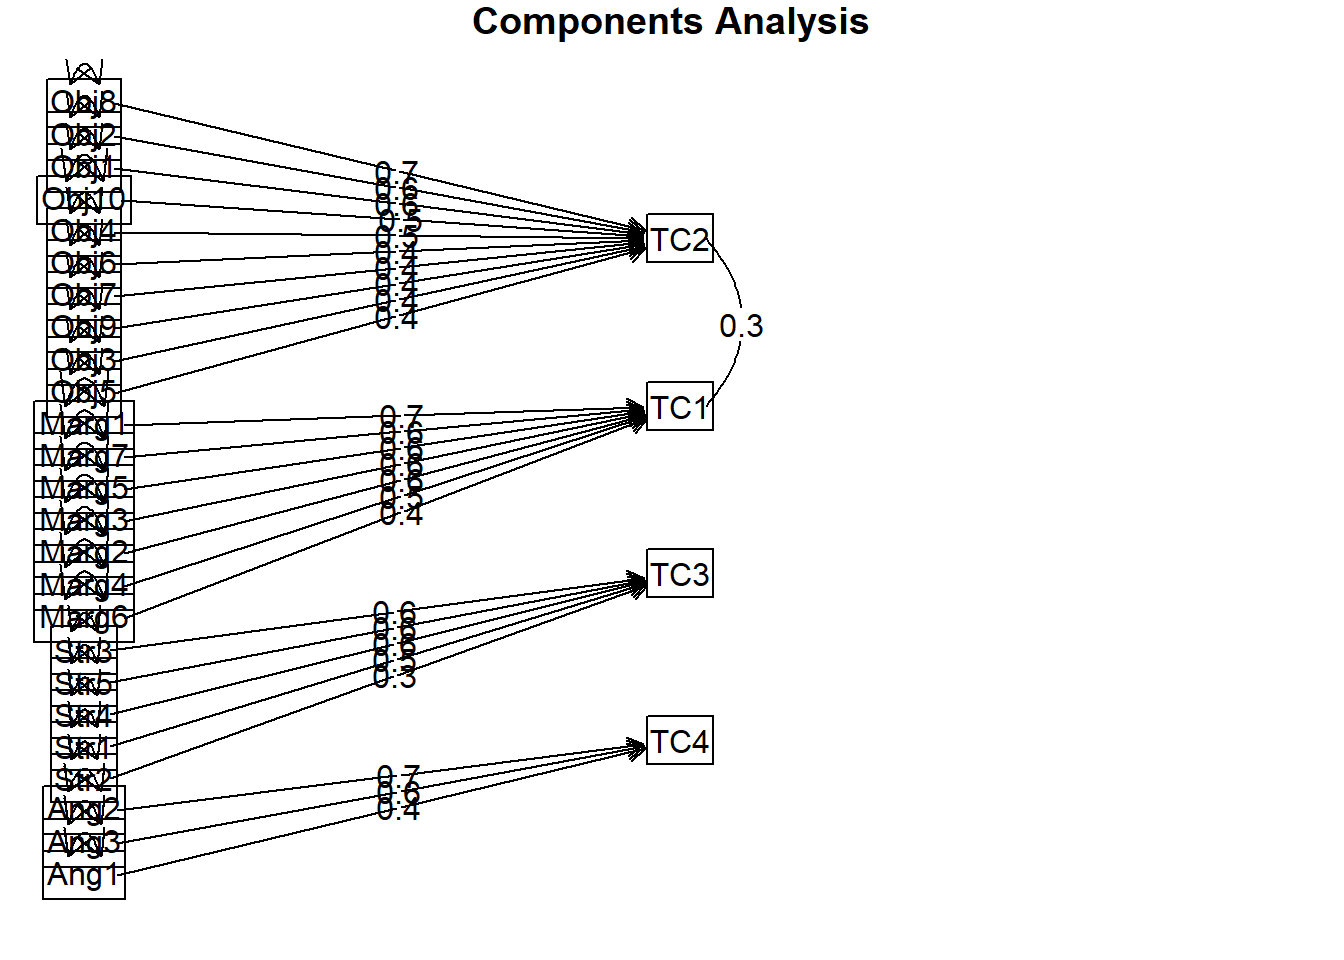 Components Analysis
Obj8
Obj2
Obj1
Obj10
Obj4
Obj6
Obj7
Obj9
Obj3
Obj5
Marg1
Marg7
Marg5
Marg3
Marg2
Marg4
Marg6
Str3
Str5
Str4
Str1
Str2
Ang2
Ang3
Ang1
0.7
0.6
0.6
0.5
0.5
0.4
0.4
0.4
0.4
0.4
0.7
0.6
0.6
0.6
0.6
0.5
0.4
0.6
0.6
0.6
0.5
0.3
0.7
0.6
0.4
TC2
0.3
TC1
TC3
TC4